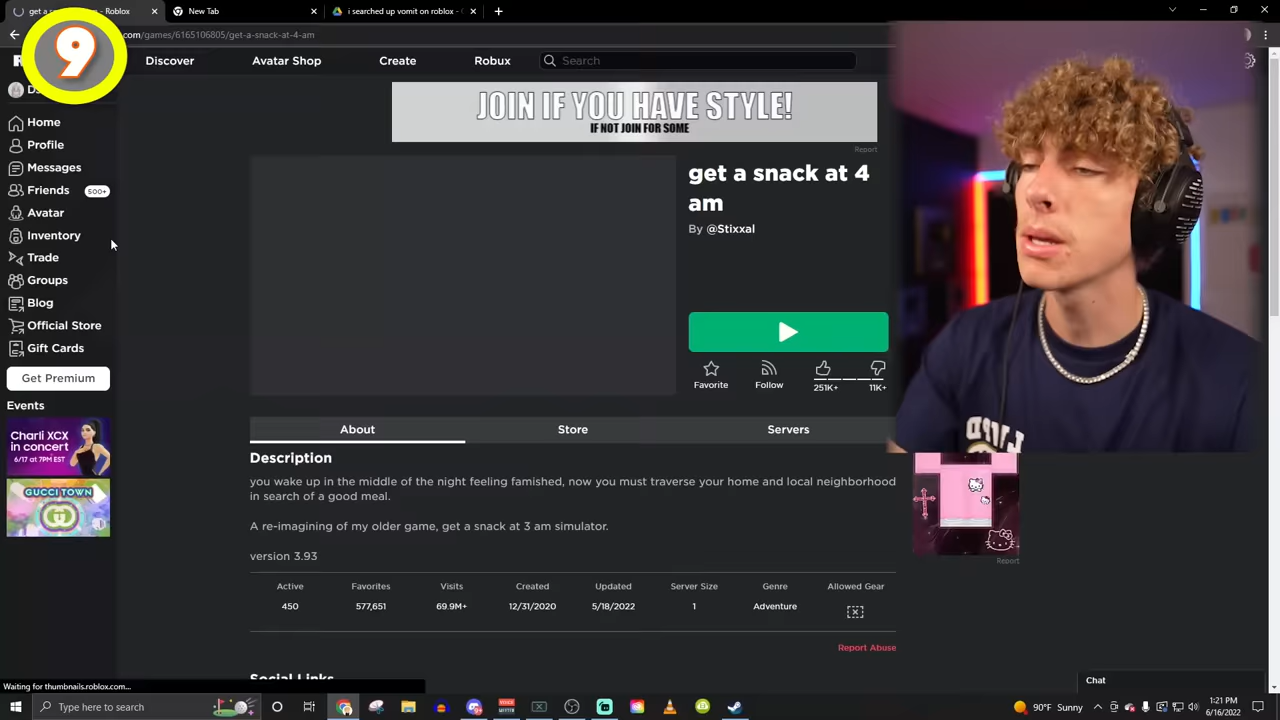 get a snack at 4 am - Roblox
New Tab
i searched up vomit on roblox -
9
com/games/6165106805/get-a-snack-at-4-am
Discover
Avatar Shop
Create
Robux
Search
Home
Profile
Messages
Friends
500+
Avatar
Inventory
Trade
Groups
Blog
Official Store
Gift Cards
Get Premium
Events
Charli XCX
in concert
6/17 at 7PM EST
GUCCI TOWN
JOIN IF YOU HAVE STYLE!
IF NOT JOIN FOR SOME
Report
get a snack at 4
am
By @Stixxal
Favorite
Follow
251K+
11K+
About
Store
Servers
Description
you wake up in the middle of the night feeling famished, now you must traverse your home and local neighborhood
in search of a good meal.
A re-imagining of my older game, get a snack at 3 am simulator.
version 3.93
Active
Favorites
Visits
Created
Updated
Server Size
Genre
Allowed Gear
450
577,651
69.9M+
12/31/2020
5/18/2022
1
Adventure
Report Abuse
Social Links
Report
Chat
Waiting for thumbnails.roblox.com...
Type here to search
90°F Sunny
1:21 PM
6/16/2022